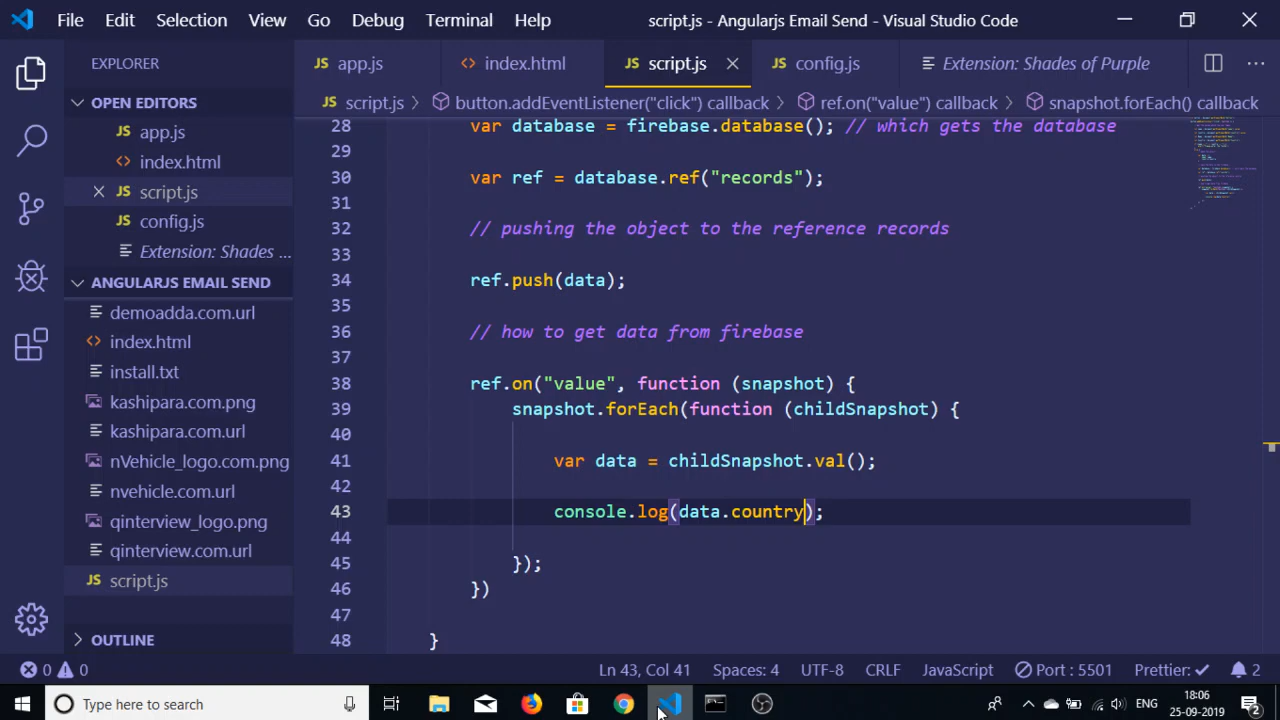 File Edit Selection View Go Debug Terminal Help script.js - Angularjs Email Send - Visual Studio Code
EXPLORER
OPEN EDITORS
JS app.js
<> index.html
JS script.js
JS config.js
Extension: Shades ...
ANGULARJS EMAIL SEND
demoadda.com.url
<> index.html
install.txt
kashipara.com.png
kashipara.com.url
nVehicle_logo.com.png
nvehicle.com.url
qinterview_logo.png
qinterview.com.url
JS script.js
OUTLINE
JS app.js <> index.html JS script.js JS config.js Extension: Shades of Purple ...
JS script.js > button.addEventListener("click") callback > ref.on("value") callback > snapshot.forEach() callback
28 var database = firebase.database(); // which gats the database
29
30 var ref = database.ref("records");
31
32 // pushing the object to the reference records
33
34 ref.push(data);
35
36 // how to get data from firebase
37
38 ref.on("value", function (snapshot) {
39 snapshot.forEach(function (childSnapshot) {
40
41 var data = childSnapshot.val();
42
43 console.log(data.country);
44
45 });
46 })
47
48 }
0 0 Ln 43, Col 41 Spaces: 4 UTF-8 CRLF JavaScript Port : 5501 Prettier: 2
Type here to search ENG 18:06
25-09-2019 2